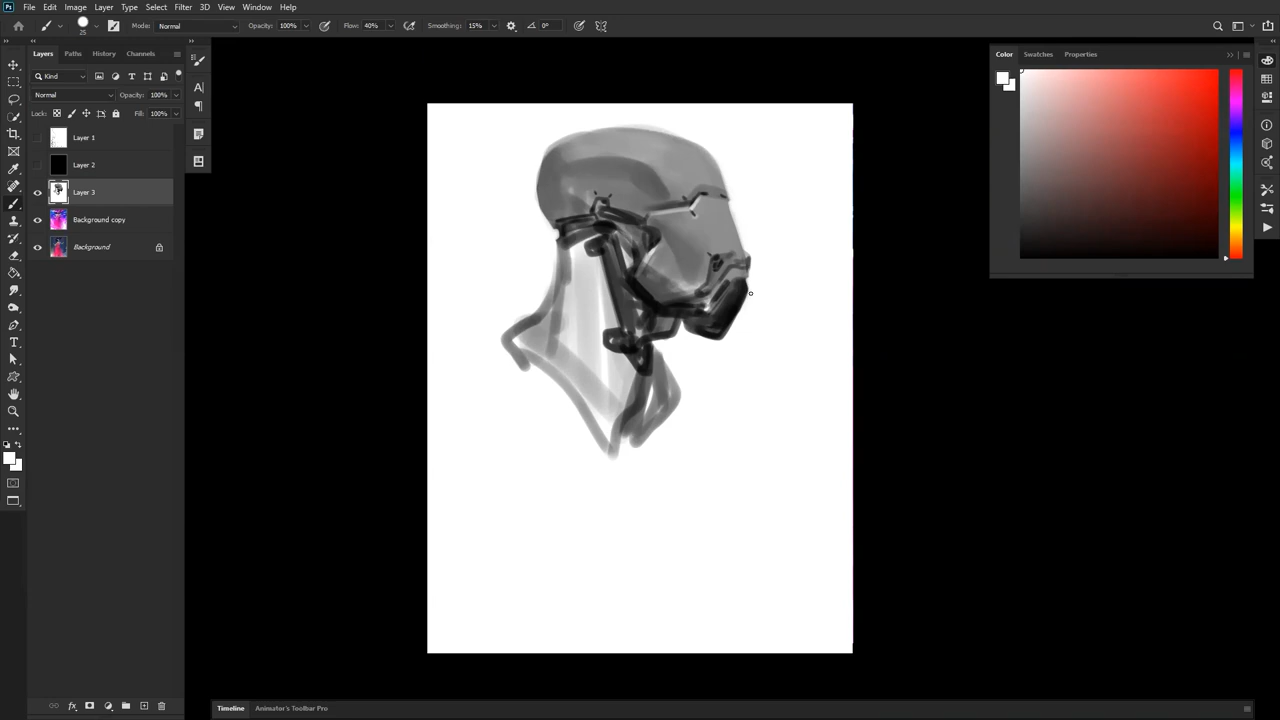 Ps File Edit Image Layer Type Select Filter 3D View Window Help
25 Mode: Normal Opacity: 100% Flow: 40% Smoothing: 15% 0°
Layers Paths History Channels
Kind
Normal Opacity: 100%
Lock: Fill: 100%
Layer 1
Layer 2
Layer 3
Background copy
Background
Color Swatches Properties
Timeline Animator's Toolbar Pro